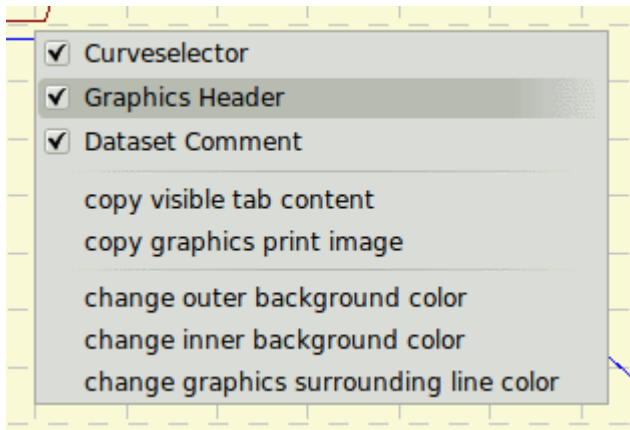 Curveselector
Graphics Header
Dataset Comment
copy visible tab content
copy graphics print image
change outer background color
change inner background color
change graphics surrounding line color